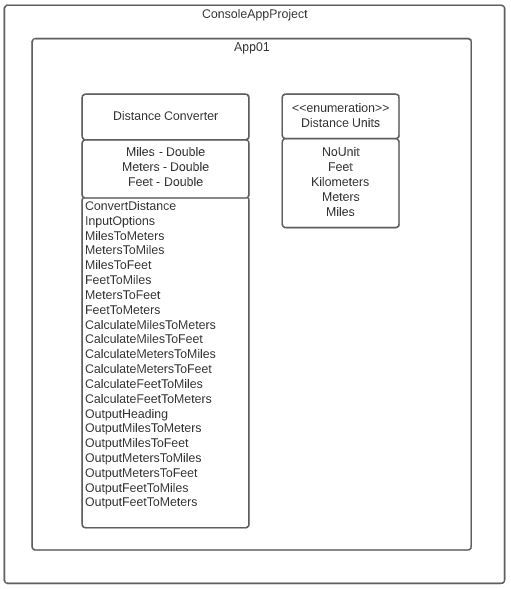 ConsoleAppProject
App01
Distance Converter
Miles - Double
Meters - Double
Feet - Double
ConvertDistance
InputOptions
MilesToMeters
MetersToMiles
MilesToFeet
FeetToMiles
MetersToFeet
FeetToMeters
CalculateMilesToMeters
CalculateMilesToFeet
CalculateMetersToMiles
CalculateMetersToFeet
CalculateFeetToMiles
CalculateFeetToMeters
OutputHeading
OutputMilesToMeters
OutputMilesToFeet
OutputMetersToMiles
OutputMetersToFeet
OutputFeetToMiles
OutputFeetToMeters
<<enumeration>>
Distance Units
NoUnit
Feet
Kilometers
Meters
Miles